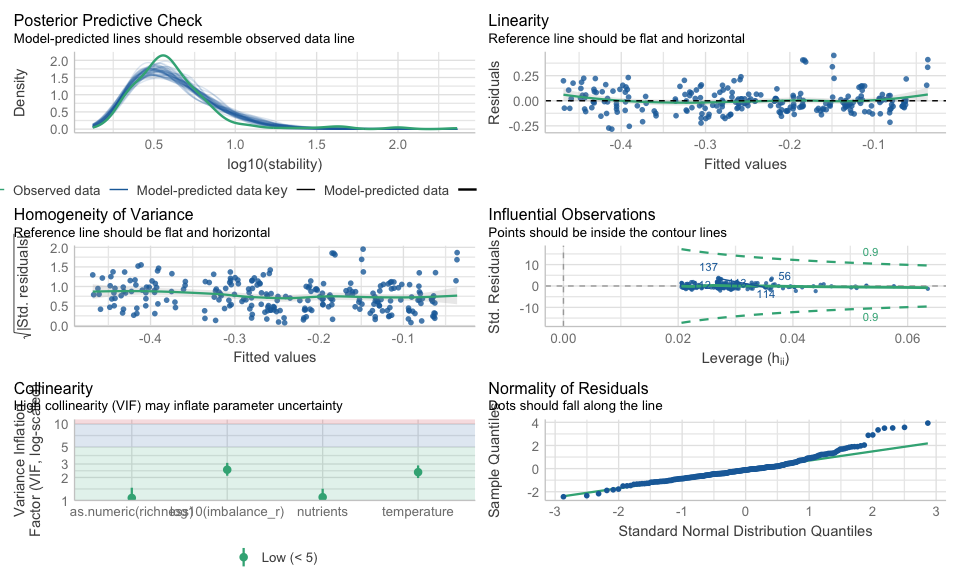 Posterior Predictive Check
Model-predicted lines should resemble observed data line
Density
2.0
1.5
1.0
0.5
0.0
0.5
1.0
1.5
2.0
log10(stability)
Observed data
Model-predicted data
key
Model-predicted data
Linearity
Reference line should be flat and horizontal
Residuals
0.25
0.00
-0.25
-0.4
-0.3
-0.2
-0.1
Fitted values
Homogeneity of Variance
Reference line should be flat and horizontal
√|Std. residuals|
2.0
1.5
1.0
0.5
0.0
-0.4
-0.3
-0.2
-0.1
Fitted values
Influential Observations
Points should be inside the contour lines
Std. Residuals
10
0
-10
0.9
0.9
137
56
114
0.00
0.02
0.04
0.06
Leverage (hᵢᵢ)
Collinearity
High collinearity (VIF) may inflate parameter uncertainty
Variance Inflation
Factor (VIF, log-scaled)
10
5
3
2
1
as.numeric(richness)
log10(imbalance_r)
nutrients
temperature
Low (< 5)
Normality of Residuals
Dots should fall along the line
Sample Quantiles
4
2
0
-2
-3
-2
-1
0
1
2
3
Standard Normal Distribution Quantiles